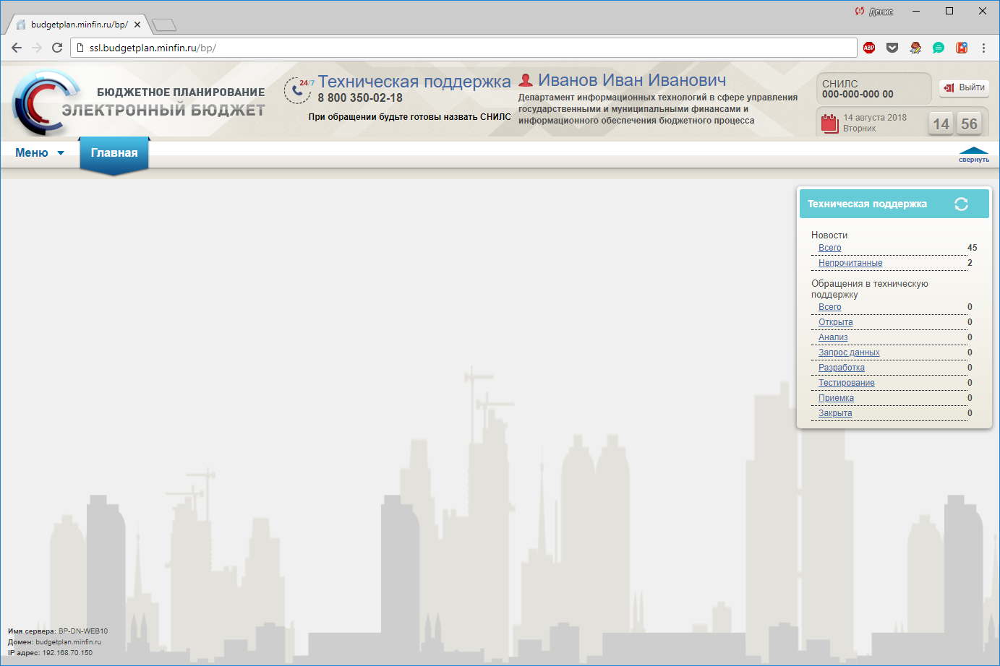 Денис
budgetplan.minfin.ru/bp/
ssl.budgetplan.minfin.ru/bp/
ABP
БЮДЖЕТНОЕ ПЛАНИРОВАНИЕ
ЭЛЕКТРОННЫЙ БЮДЖЕТ
24/7
Техническая поддержка
8 800 350-02-18
При обращении будьте готовы назвать СНИЛС
Иванов Иван Иванович
Департамент информационных технологий в сфере управления
государственными и муниципальными финансами и
информационного обеспечения бюджетного процесса
СНИЛС
000-000-000 00
Выйти
14 августа 2018
Вторник
14 56
Меню
Главная
свернуть
Техническая поддержка
Новости
Всего 45
Непрочитанные 2
Обращения в техническую
поддержку
Всего 0
Открыта 0
Анализ 0
Запрос данных 0
Разработка 0
Тестирование 0
Приемка 0
Закрыта 0
Имя сервера: BP-DN-WEB10
Домен: budgetplan.minfin.ru
IP адрес: 192.168.70.150